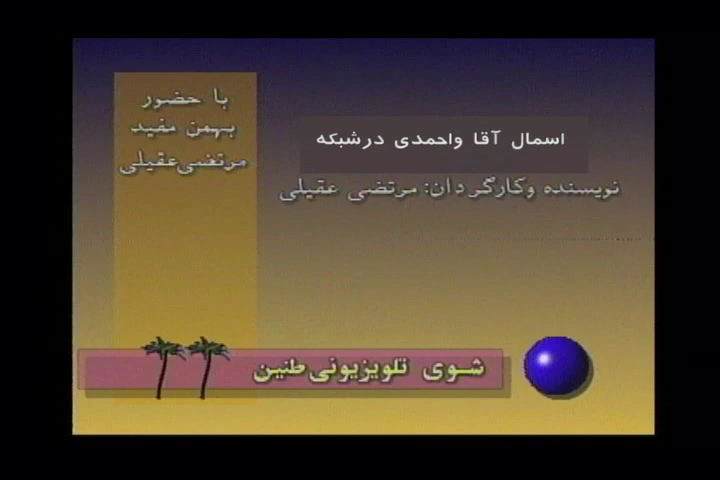 با حضور
بهمن مفید
مرتضی عقیلی
اسمال آقا واحمدی درشبکه
نویسنده وکارگردان: مرتضی عقیلی
شوی تلویزیونی طنین